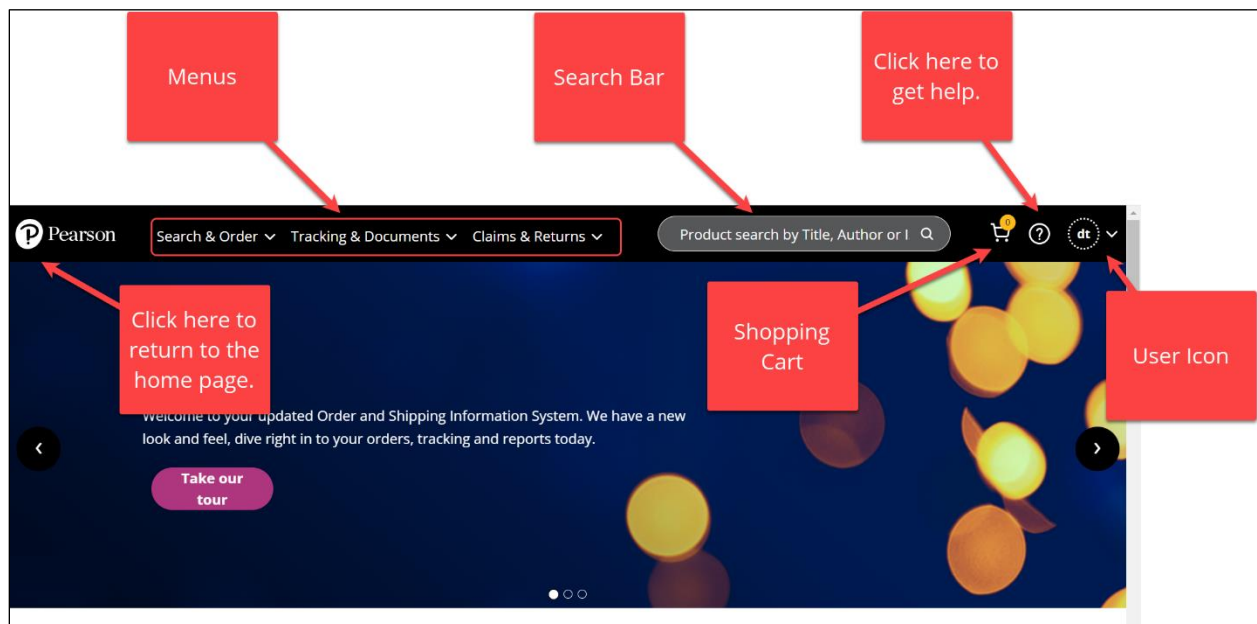 Menus
Search Bar
Click here to
get help.
Pearson
Search & Order
Tracking & Documents
Claims & Returns
Product search by Title, Author or I
0
?
dt
Click here to
return to the
home page.
Shopping
Cart
User Icon
Welcome to your updated Order and Shipping Information System. We have a new
look and feel, dive right in to your orders, tracking and reports today.
Take our
tour